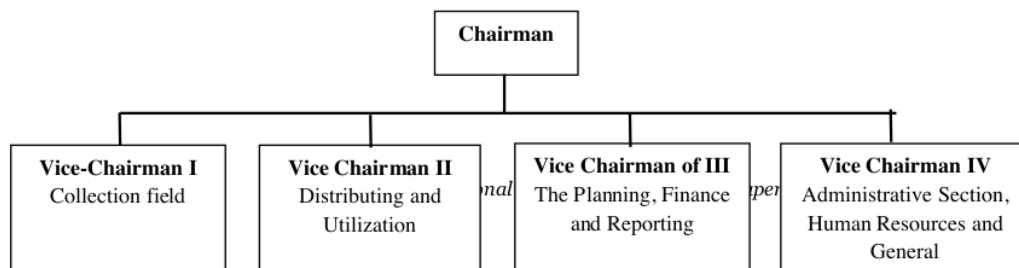 Chairman
Vice-Chairman I
Collection field
Vice Chairman II
Distributing and
Utilization
Vice Chairman of III
The Planning, Finance
and Reporting
Vice Chairman IV
Administrative Section,
Human Resources and
General